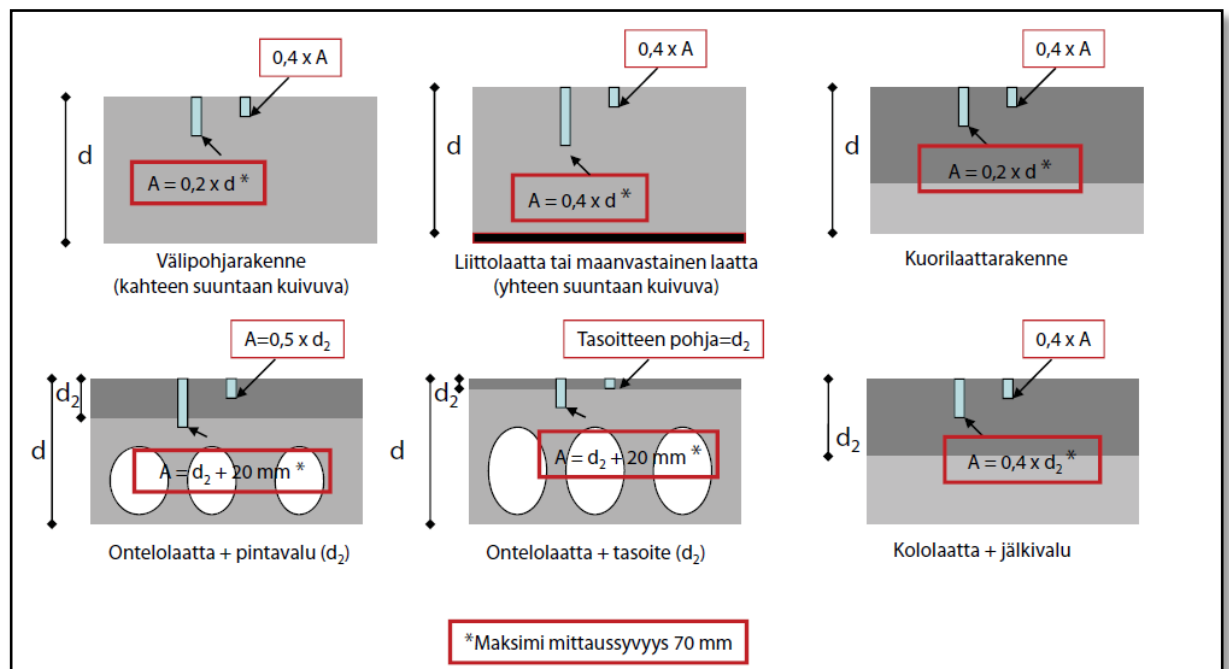 0,4 x A
d
A = 0,2 x d *
Välipohjarakenne
(kahteen suuntaan kuivuva)
0,4 x A
d
A = 0,4 x d *
Liittolaatta tai maanvastainen laatta
(yhteen suuntaan kuivuva)
0,4 x A
d
A = 0,2 x d *
Kuorilaattarakenne
A=0,5 x d₂
d₂
d
A = d₂ + 20 mm *
Ontelolaatta + pintavalu (d₂)
Tasoitteen pohja=d₂
d₂
d
A = d₂ + 20 mm *
Ontelolaatta + tasoite (d₂)
0,4 x A
d₂
A = 0,4 x d₂ *
Kololaatta + jälkivalu
*Maksimi mittaussyvyys 70 mm